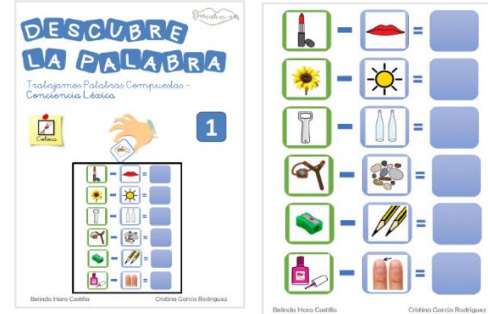 DESCUBRE
LA PALABRA
Trabajamos Palabras Compuestas -
Conciencia Léxica
Coloca
1
Belinda Haro Castilla
Cristina García Rodríguez
Belinda Haro Castilla
Cristina García Rodríguez